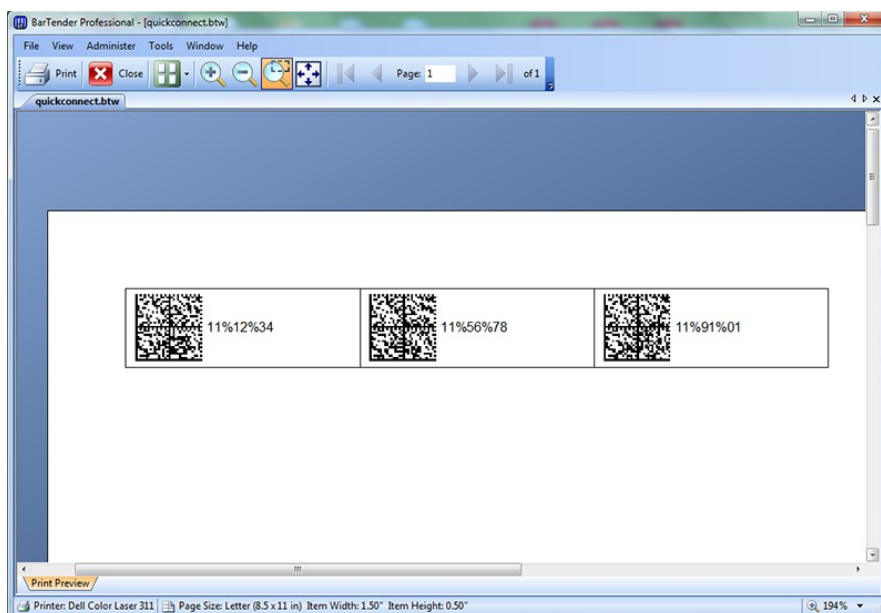 BarTender Professional - [quickconnect.btw]
File View Administer Tools Window Help
Print Close Page: 1 of 1
quickconnect.btw
11%12%34 11%56%78 11%91%01
Print Preview
Printer: Dell Color Laser 311 Page Size: Letter (8.5 x 11 in) Item Width: 1.50" Item Height: 0.50" 194%